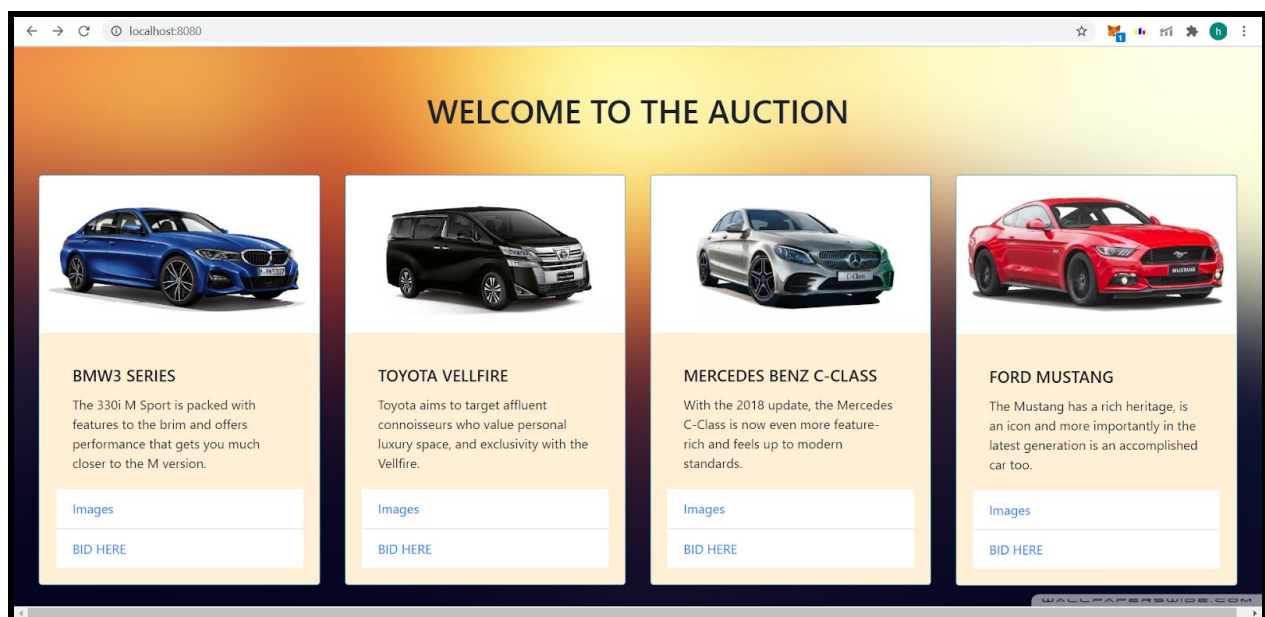 localhost:8080
1
h
WELCOME TO THE AUCTION
C-Class
MUSTANG
BMW3 SERIES
The 330i M Sport is packed with
features to the brim and offers
performance that gets you much
closer to the M version.
Images
BID HERE
TOYOTA VELLFIRE
Toyota aims to target affluent
connoisseurs who value personal
luxury space, and exclusivity with the
Vellfire.
Images
BID HERE
MERCEDES BENZ C-CLASS
With the 2018 update, the Mercedes
C-Class is now even more feature-
rich and feels up to modern
standards.
Images
BID HERE
FORD MUSTANG
The Mustang has a rich heritage, is
an icon and more importantly in the
latest generation is an accomplished
car too.
Images
BID HERE
WALLPAPERSWIDE.COM